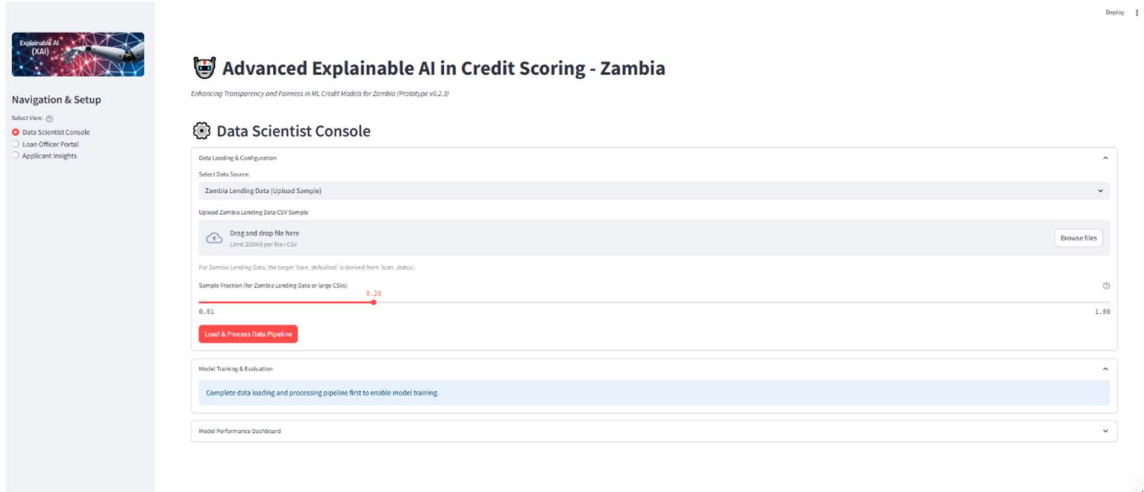 Deploy
Explainable AI
(XAI)
Navigation & Setup
Select View:
Data Scientist Console
Loan Officer Portal
Applicant Insights
Advanced Explainable AI in Credit Scoring - Zambia
Enhancing Transparency and Fairness in ML Credit Models for Zambia (Prototype v0.2.3)
Data Scientist Console
Data Loading & Configuration
Select Data Source:
Zambia Lending Data (Upload Sample)
Upload Zambia Lending Data CSV Sample
Drag and drop file here
Limit 200MB per file • CSV
Browse files
For Zambia Lending Data, the target 'loan_defaulted' is derived from 'loan_status'.
Sample Fraction (for Zambia Lending Data or large CSVs)
0.20
0.01
1.00
Load & Process Data Pipeline
Model Training & Evaluation
Complete data loading and processing pipeline first to enable model training.
Model Performance Dashboard